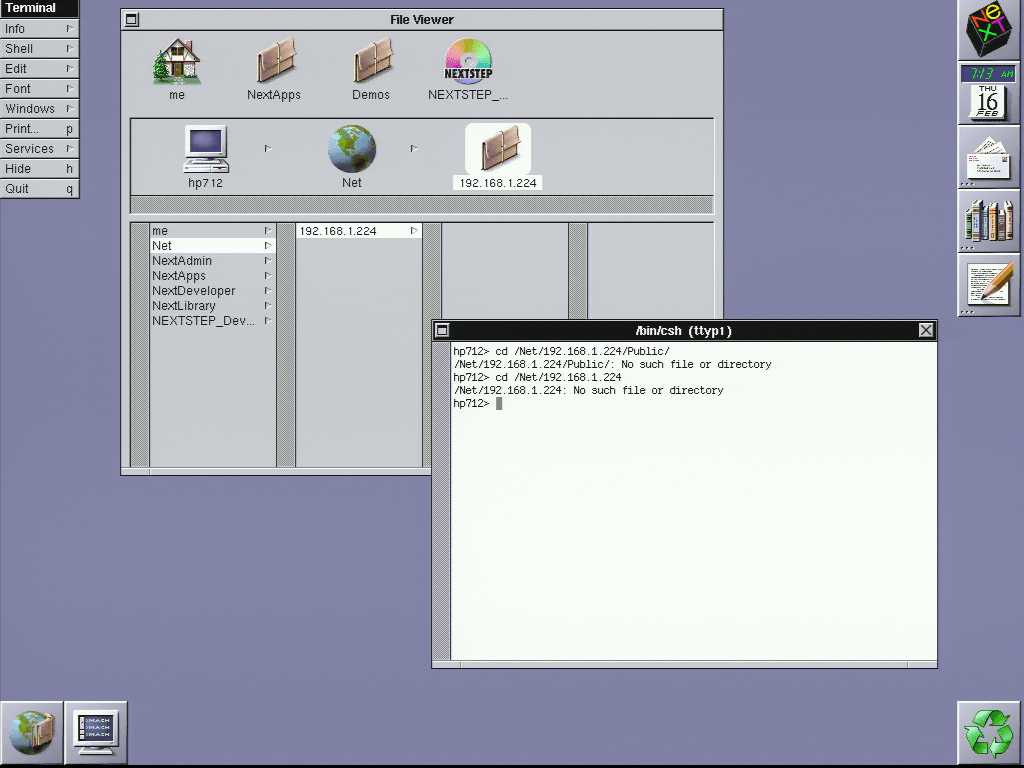 Terminal
Info
Shell
Edit
Font
Windows
Print... p
Services
Hide h
Quit q
File Viewer
me
NextApps
Demos
NEXTSTEP
NEXTSTEP_...
hp712
Net
192.168.1.224
me
Net
NextAdmin
NextApps
NextDeveloper
NextLibrary
NEXTSTEP_Dev...
192.168.1.224
/bin/csh (ttyp1)
hp712> cd /Net/192.168.1.224/Public/
/Net/192.168.1.224/Public/: No such file or directory
hp712> cd /Net/192.168.1.224
/Net/192.168.1.224: No such file or directory
hp712>
NeXT
7:13 AM
THU
16
FEB
MACH
MACH
MACH